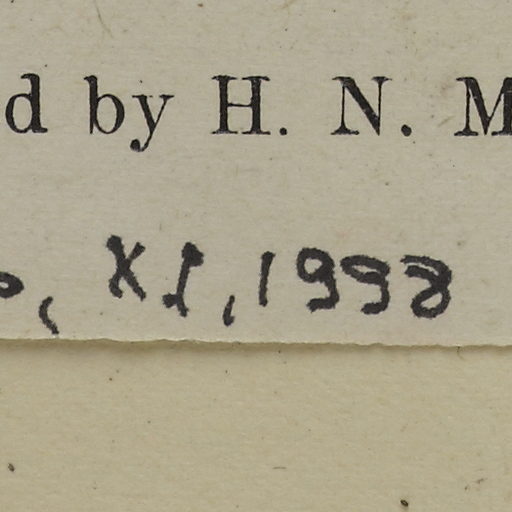 d by H. N. M
, XI, 1998